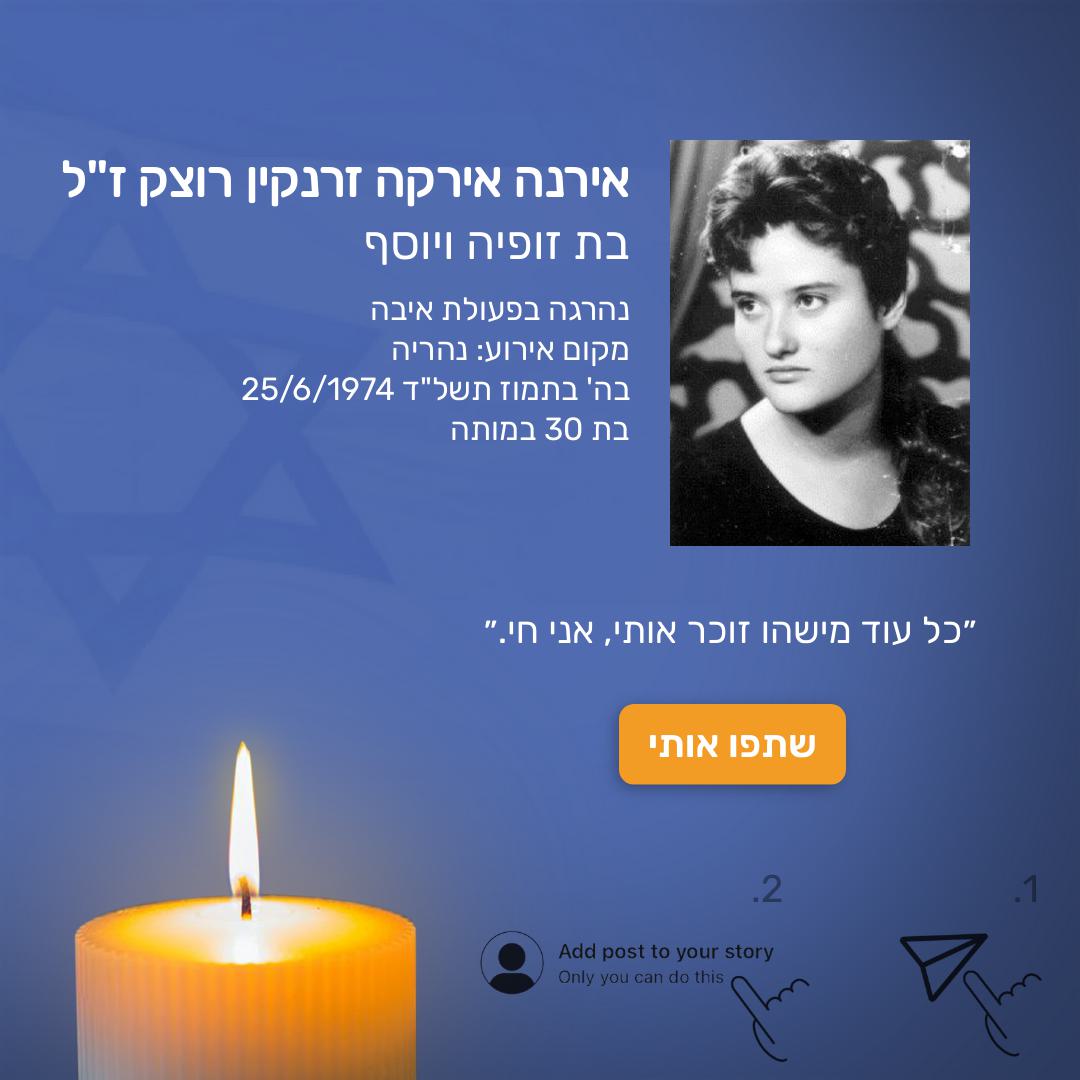 אירנה אירקה זרנקין רוצק ז"ל
בת זופיה ויוסף
נהרגה בפעולת איבה
מקום אירוע: נהריה
בה' בתמוז תשל"ד 25/6/1974
בת 30 במותה
”כל עוד מישהו זוכר אותי, אני חי.”
שתפו אותי
1.
2.
Add post to your story
Only you can do this